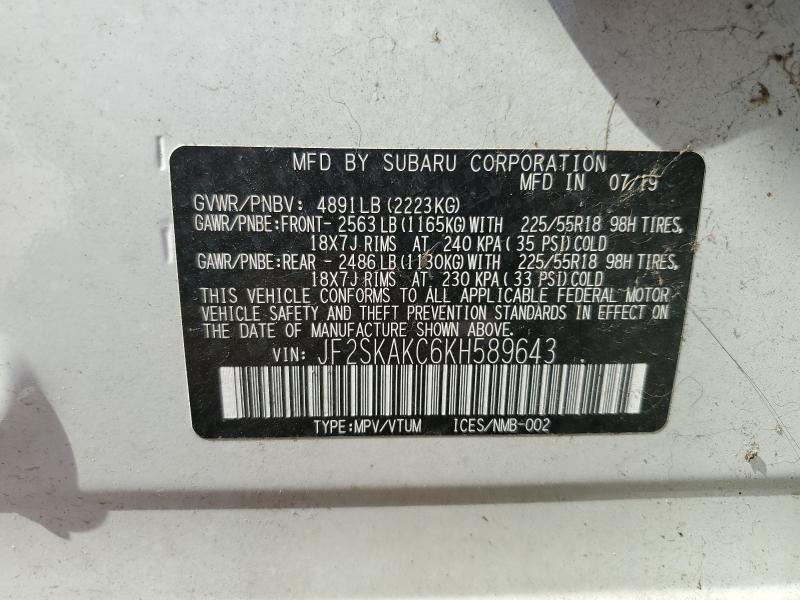 MFD BY SUBARU CORPORATION
MFD IN 07/19
GVWR/PNBV: 4891LB (2223KG)
GAWR/PNBE:FRONT- 2563 LB (1165KG) WITH 225/55R18 98H TIRES,
18X7J RIMS AT 240 KPA ( 35 PSI) COLD
GAWR/PNBE:REAR - 2486 LB (1130KG) WITH 225/55R18 98H TIRES,
18X7J RIMS AT 230 KPA ( 33 PSI) COLD
THIS VEHICLE CONFORMS TO ALL APPLICABLE FEDERAL MOTOR
VEHICLE SAFETY AND THEFT PREVENTION STANDARDS IN EFFECT ON
THE DATE OF MANUFACTURE SHOWN ABOVE.
VIN: JF2SKAKC6KH589643
TYPE:MPV/VTUM ICES/NMB-002